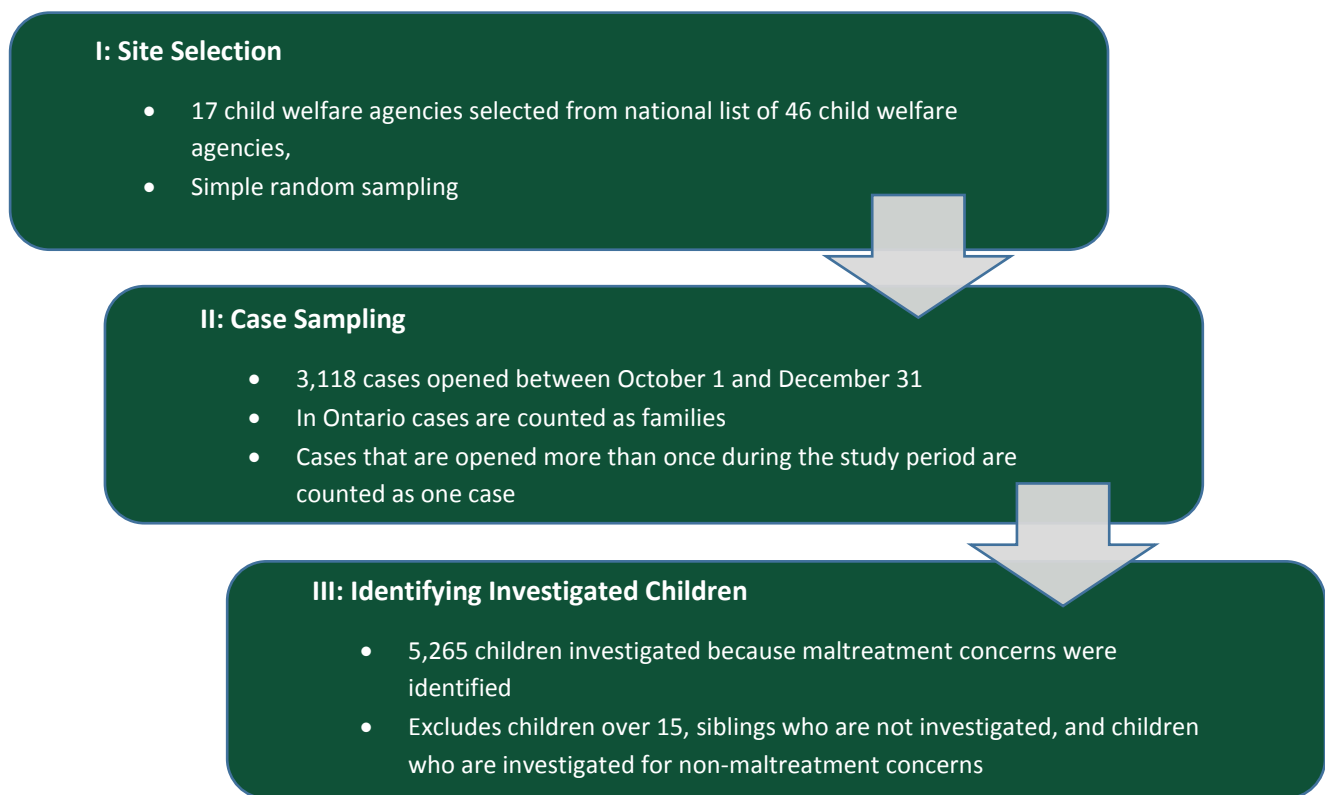 I: Site Selection
• 17 child welfare agencies selected from national list of 46 child welfare
agencies,
• Simple random sampling
II: Case Sampling
• 3,118 cases opened between October 1 and December 31
• In Ontario cases are counted as families
• Cases that are opened more than once during the study period are
counted as one case
III: Identifying Investigated Children
• 5,265 children investigated because maltreatment concerns were
identified
• Excludes children over 15, siblings who are not investigated, and children
who are investigated for non-maltreatment concerns